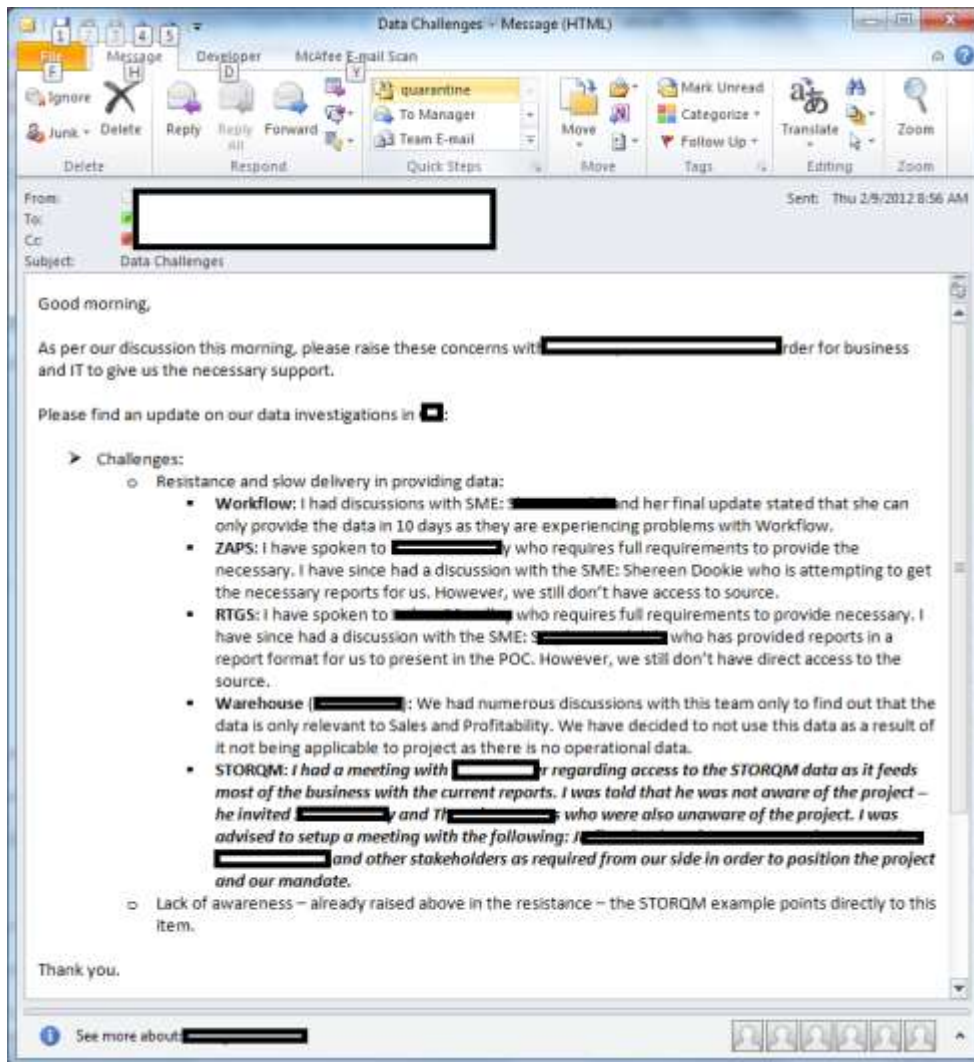 Data Challenges - Message (HTML)
1 2 3 4 5
File Message Developer McAfee E-mail Scan
F H D Y
Ignore
Junk
Delete
Reply
Reply All
Forward
quarantine
To Manager
Team E-mail
Move
Mark Unread
Categorize
Follow Up
Translate
Zoom
Delete Respond Quick Steps Move Tags Editing Zoom
From: Sent: Thu 2/9/2012 8:56 AM
To:
Cc:
Subject: Data Challenges
Good morning,
As per our discussion this morning, please raise these concerns with rder for business
and IT to give us the necessary support.
Please find an update on our data investigations in :
➤ Challenges:
o Resistance and slow delivery in providing data:
▪ Workflow: I had discussions with SME: and her final update stated that she can
only provide the data in 10 days as they are experiencing problems with Workflow.
▪ ZAPS: I have spoken to y who requires full requirements to provide the
necessary. I have since had a discussion with the SME: Shereen Dookie who is attempting to get
the necessary reports for us. However, we still don't have access to source.
▪ RTGS: I have spoken to who requires full requirements to provide necessary. I
have since had a discussion with the SME: S who has provided reports in a
report format for us to present in the POC. However, we still don't have direct access to the
source.
▪ Warehouse ( ): We had numerous discussions with this team only to find out that the
data is only relevant to Sales and Profitability. We have decided to not use this data as a result of
it not being applicable to project as there is no operational data.
▪ STORQM: I had a meeting with r regarding access to the STORQM data as it feeds
most of the business with the current reports. I was told that he was not aware of the project –
he invited y and Th s who were also unaware of the project. I was
advised to setup a meeting with the following:
and other stakeholders as required from our side in order to position the project
and our mandate.
o Lack of awareness – already raised above in the resistance – the STORQM example points directly to this
item.
Thank you.
See more about: